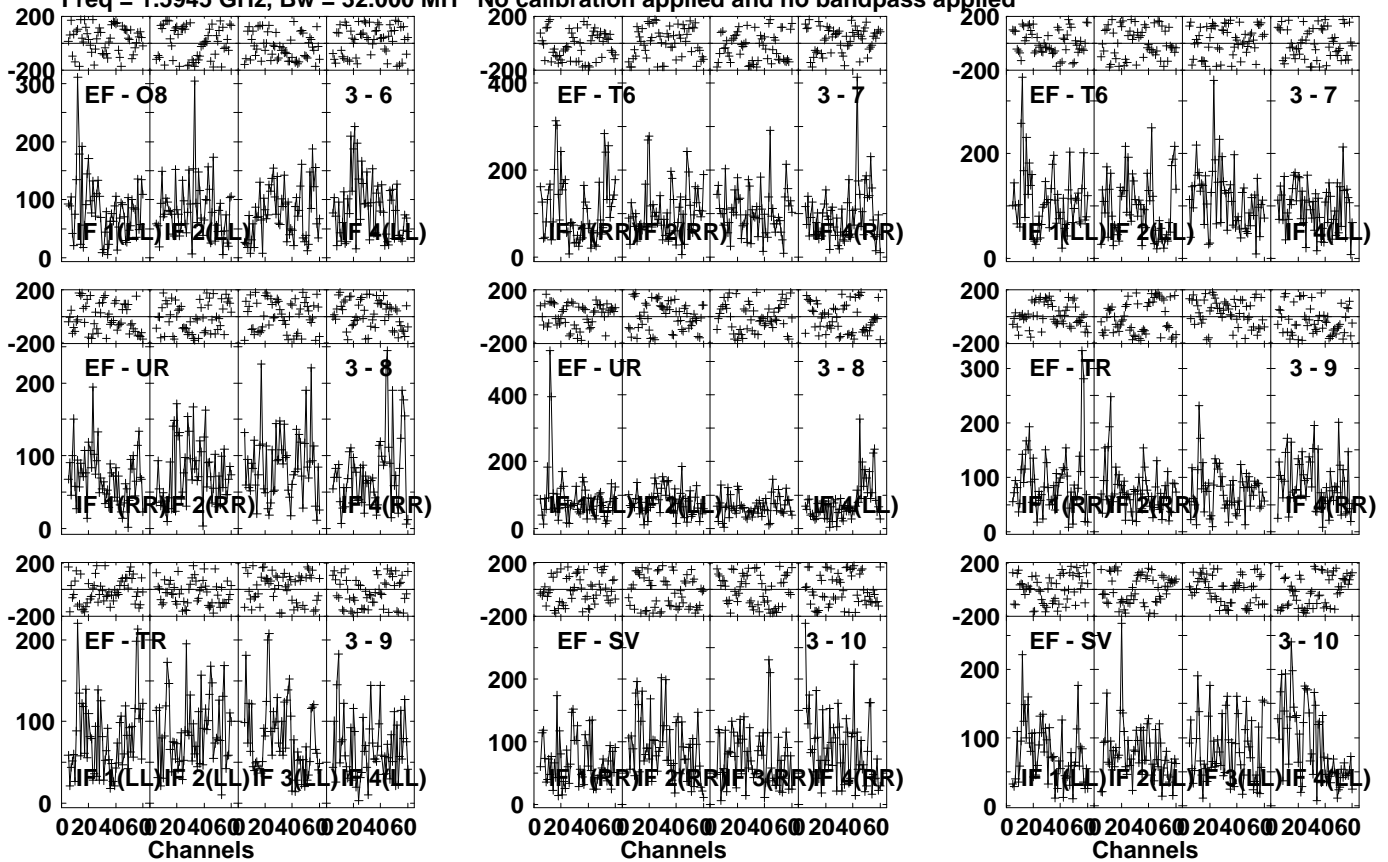 Freq = 1.5945 GHz, Bw = 32.000 MH No calibration applied and no bandpass applied
200 200 200
-200 -200 -200
300 EF - O8 3 - 6 400 EF - T6 3 - 7 EF - T6 3 - 7
200 200 200
100
IF 1(LL) IF 2(LL) IF 4(LL) IF 1(RR) IF 2(RR) IF 4(RR) IF 1(LL) IF 2(LL) IF 4(LL)
0 0 0
200 200 200
-200 -200 -200
EF - UR 3 - 8 EF - UR 3 - 8 300 EF - TR 3 - 9
200 400 200
100 200 100
IF 1(RR) IF 2(RR) IF 4(RR) IF 1(LL) IF 2(LL) IF 4(LL) IF 1(RR) IF 2(RR) IF 4(RR)
0 0 0
200 200 200
-200 -200 -200
200 EF - TR 3 - 9 EF - SV 3 - 10 EF - SV 3 - 10
200 200
100 100 100
IF 1(LL) IF 2(LL) IF 3(LL) IF 4(LL) IF 1(RR) IF 2(RR) IF 3(RR) IF 4(RR) IF 1(LL) IF 2(LL) IF 3(LL) IF 4(LL)
0 0 0
0 20 40 60 0 20 40 60 0 20 40 60 0 20 40 60 0 20 40 60 0 20 40 60 0 20 40 60 0 20 40 60 0 20 40 60 0 20 40 60 0 20 40 60 0 20 40 60
Channels Channels Channels